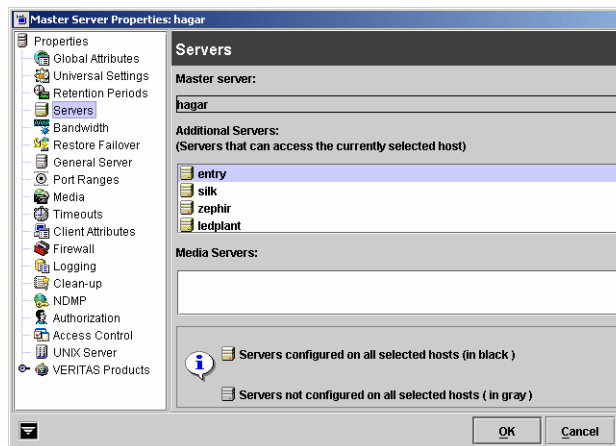 Master Server Properties: hagar
Properties
Global Attributes
Universal Settings
Retention Periods
Servers
Bandwidth
Restore Failover
General Server
Port Ranges
Media
Timeouts
Client Attributes
Firewall
Logging
Clean-up
NDMP
Authorization
Access Control
UNIX Server
VERITAS Products
Servers
Master server:
hagar
Additional Servers:
(Servers that can access the currently selected host)
entry
silk
zephir
ledplant
Media Servers:
Servers configured on all selected hosts (in black )
Servers not configured on all selected hosts ( in gray )
OK
Cancel